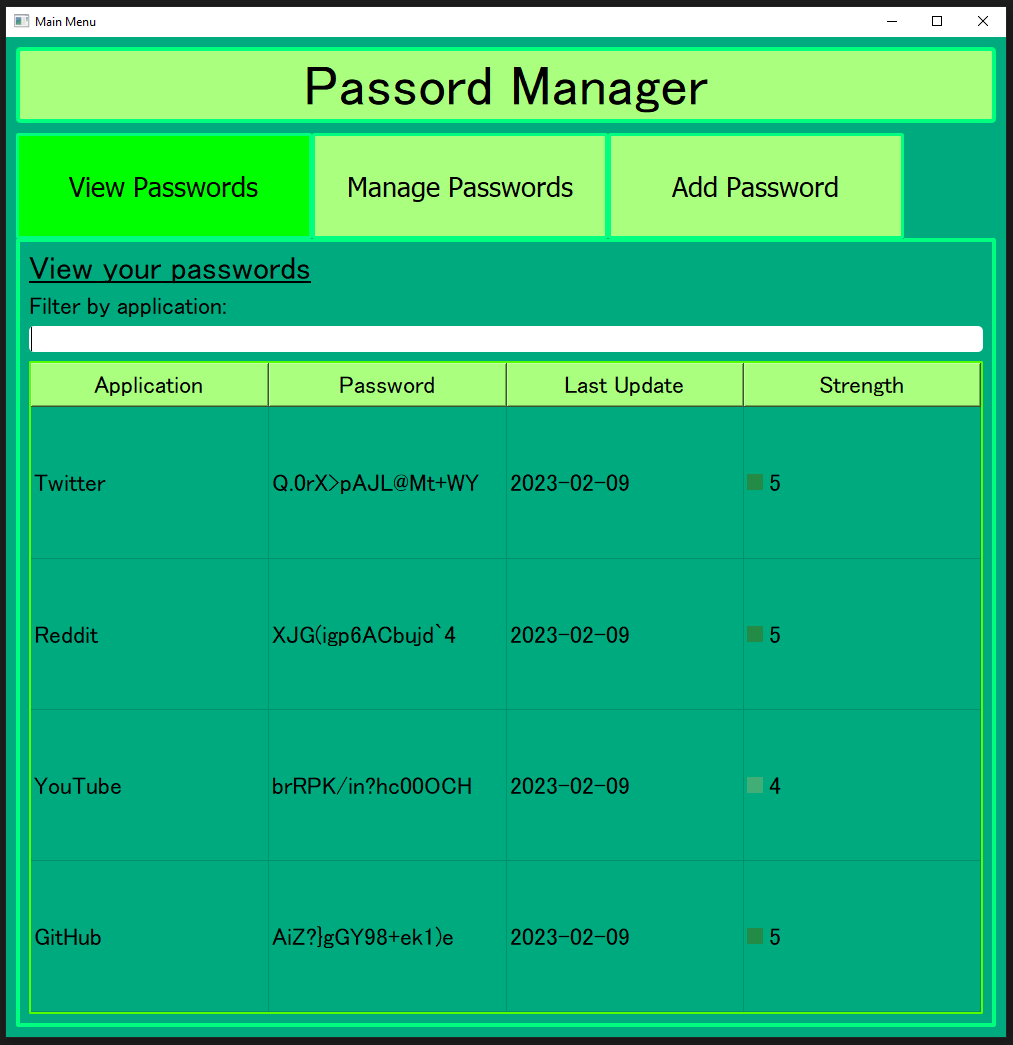 Main Menu
Passord Manager
View Passwords Manage Passwords Add Password
View your passwords
Filter by application:
Application Password Last Update Strength
Twitter Q.0rX>pAJL@Mt+WY 2023-02-09 5
Reddit XJG(igp6ACbujd`4 2023-02-09 5
YouTube brRPK/in?hc00OCH 2023-02-09 4
GitHub AiZ?}gGY98+ek1)e 2023-02-09 5